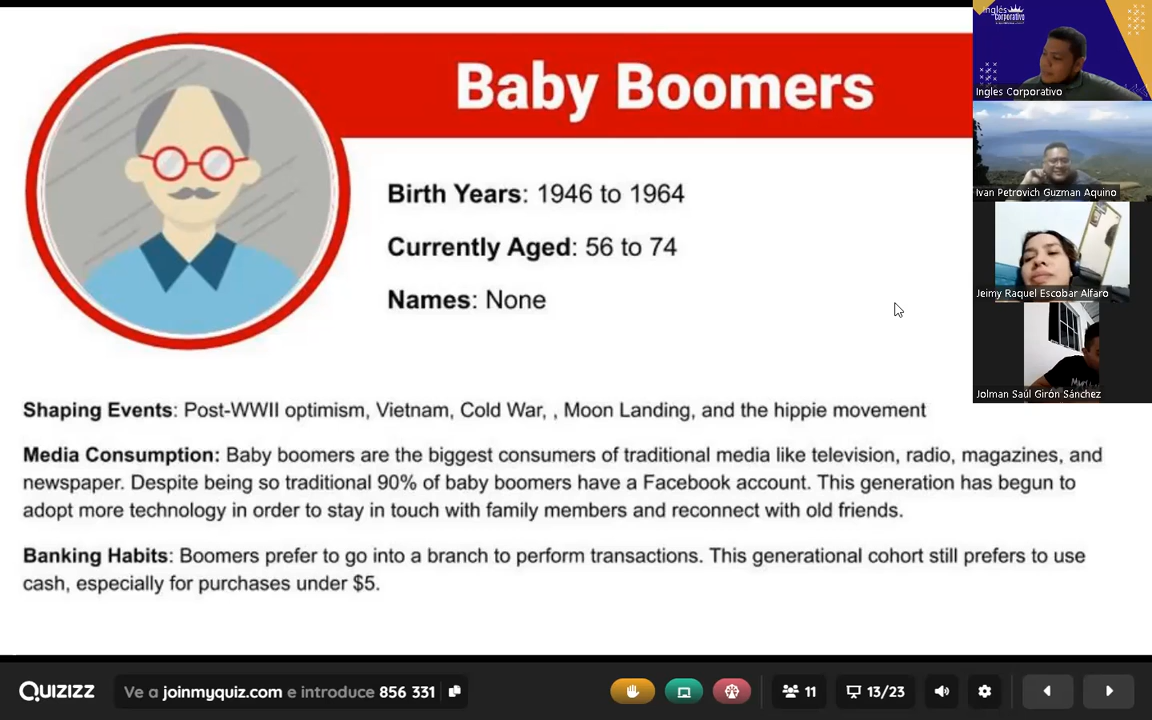 Baby Boomers
Birth Years: 1946 to 1964
Currently Aged: 56 to 74
Names: None
Shaping Events: Post-WWII optimism, Vietnam, Cold War, , Moon Landing, and the hippie movement
Media Consumption: Baby boomers are the biggest consumers of traditional media like television, radio, magazines, and
newspaper. Despite being so traditional 90% of baby boomers have a Facebook account. This generation has begun to
adopt more technology in order to stay in touch with family members and reconnect with old friends.
Banking Habits: Boomers prefer to go into a branch to perform transactions. This generational cohort still prefers to use
cash, especially for purchases under $5.
Inglés
Corporativo
Ingles Corporativo
Ivan Petrovich Guzman Aquino
Jeimy Raquel Escobar Alfaro
Jolman Saúl Girón Sánchez
QUIZIZZ
Ve a joinmyquiz.com e introduce 856 331
11
13/23